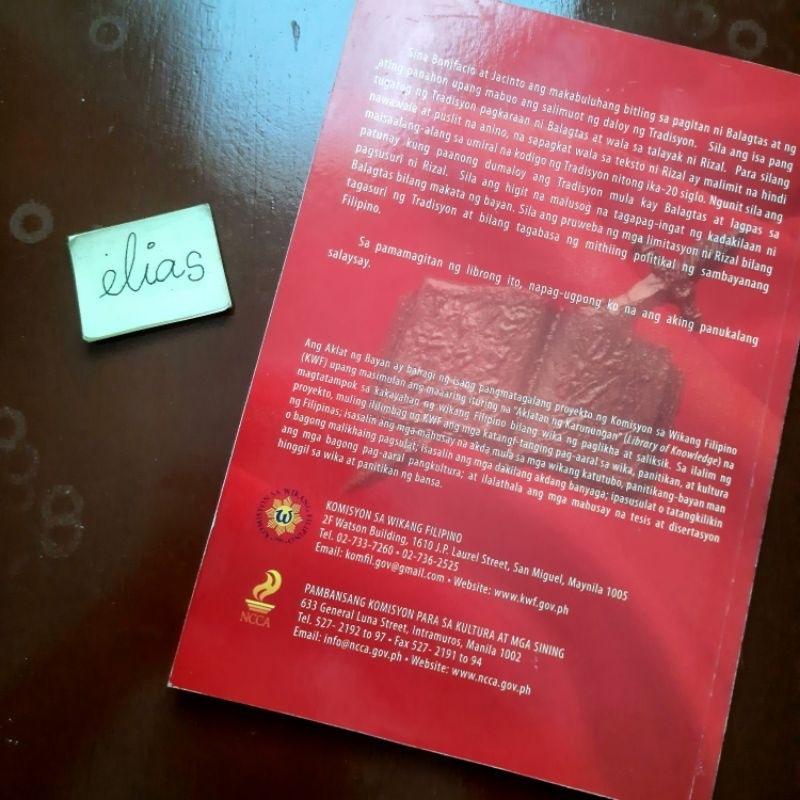 elias
Sina Bonifacio at Jacinto ang makabuluhang bitling sa pagitan ni Balagtas at ng
ating panahon upang mabuo ang salimuot ng daloy ng Tradisyon. Sila ang isa pang
tugatog ng Tradisyon pagkaraan ni Balagtas at wala sa talayak ni Rizal. Para silang
nawawala at puslit na anino, na sapagkat wala sa teksto ni Rizal ay malimit na hindi
maisaalang-alang sa umiral na kodigo ng Tradisyon nitong ika-20 siglo. Ngunit sila ang
patunay kung paanong dumaloy ang Tradisyon mula kay Balagtas at lagpas sa
pagsusuri ni Rizal. Sila ang higit na malusog na tagapag-ingat ng kadakilaan ni
Balagtas bilang makata ng bayan. Sila ang pruweba ng mga limitasyon ni Rizal bilang
tagasuri ng Tradisyon at bilang tagabasa ng mithiing politikal ng sambayanang
Filipino.
Sa pamamagitan ng librong ito, napag-ugpong ko na ang aking panukalang
salaysay.
Ang Aklat ng Bayan ay bahagi ng isang pangmatagalang proyekto ng Komisyon sa Wikang Filipino
(KWF) upang masimulan ang maaaring ituring na "Aklatan ng Karunungan" (Library of Knowledge) na
magtatampok sa kakayahan ng wikang Filipino bilang wika ng paglikha at saliksik. Sa ilalim ng
proyekto, muling ilimbag ng KWF ang mga katangi-tanging pag-aaral sa wika, panitikan, at kultura
ng Filipinas; isasalin ang mga mahusay na akda mula sa mga wikang katutubo, panitikang-bayan man
o bagong malikhaing pagsulat; isasalin ang mga dakilang akdang banyaga; ipasusulat o tatangkilikin
ang mga bagong pag-aaral pangkultura; at ilalathala ang mga mahusay na tesis at disertasyon
hinggil sa wika at panitikan ng bansa.
KOMISYON SA WIKANG FILIPINO
KOMISYON SA WIKANG FILIPINO
2F Watson Building, 1610 J.P. Laurel Street, San Miguel, Maynila 1005
Tel. 02-733-7260 • 02-736-2525
Email: komfil.gov@gmail.com • Website: www.kwf.gov.ph
NCCA
PAMBANSANG KOMISYON PARA SA KULTURA AT MGA SINING
633 General Luna Street, Intramuros, Manila 1002
Tel. 527- 2192 to 97 • Fax 527- 2191 to 94
Email: info@ncca.gov.ph • Website: www.ncca.gov.ph